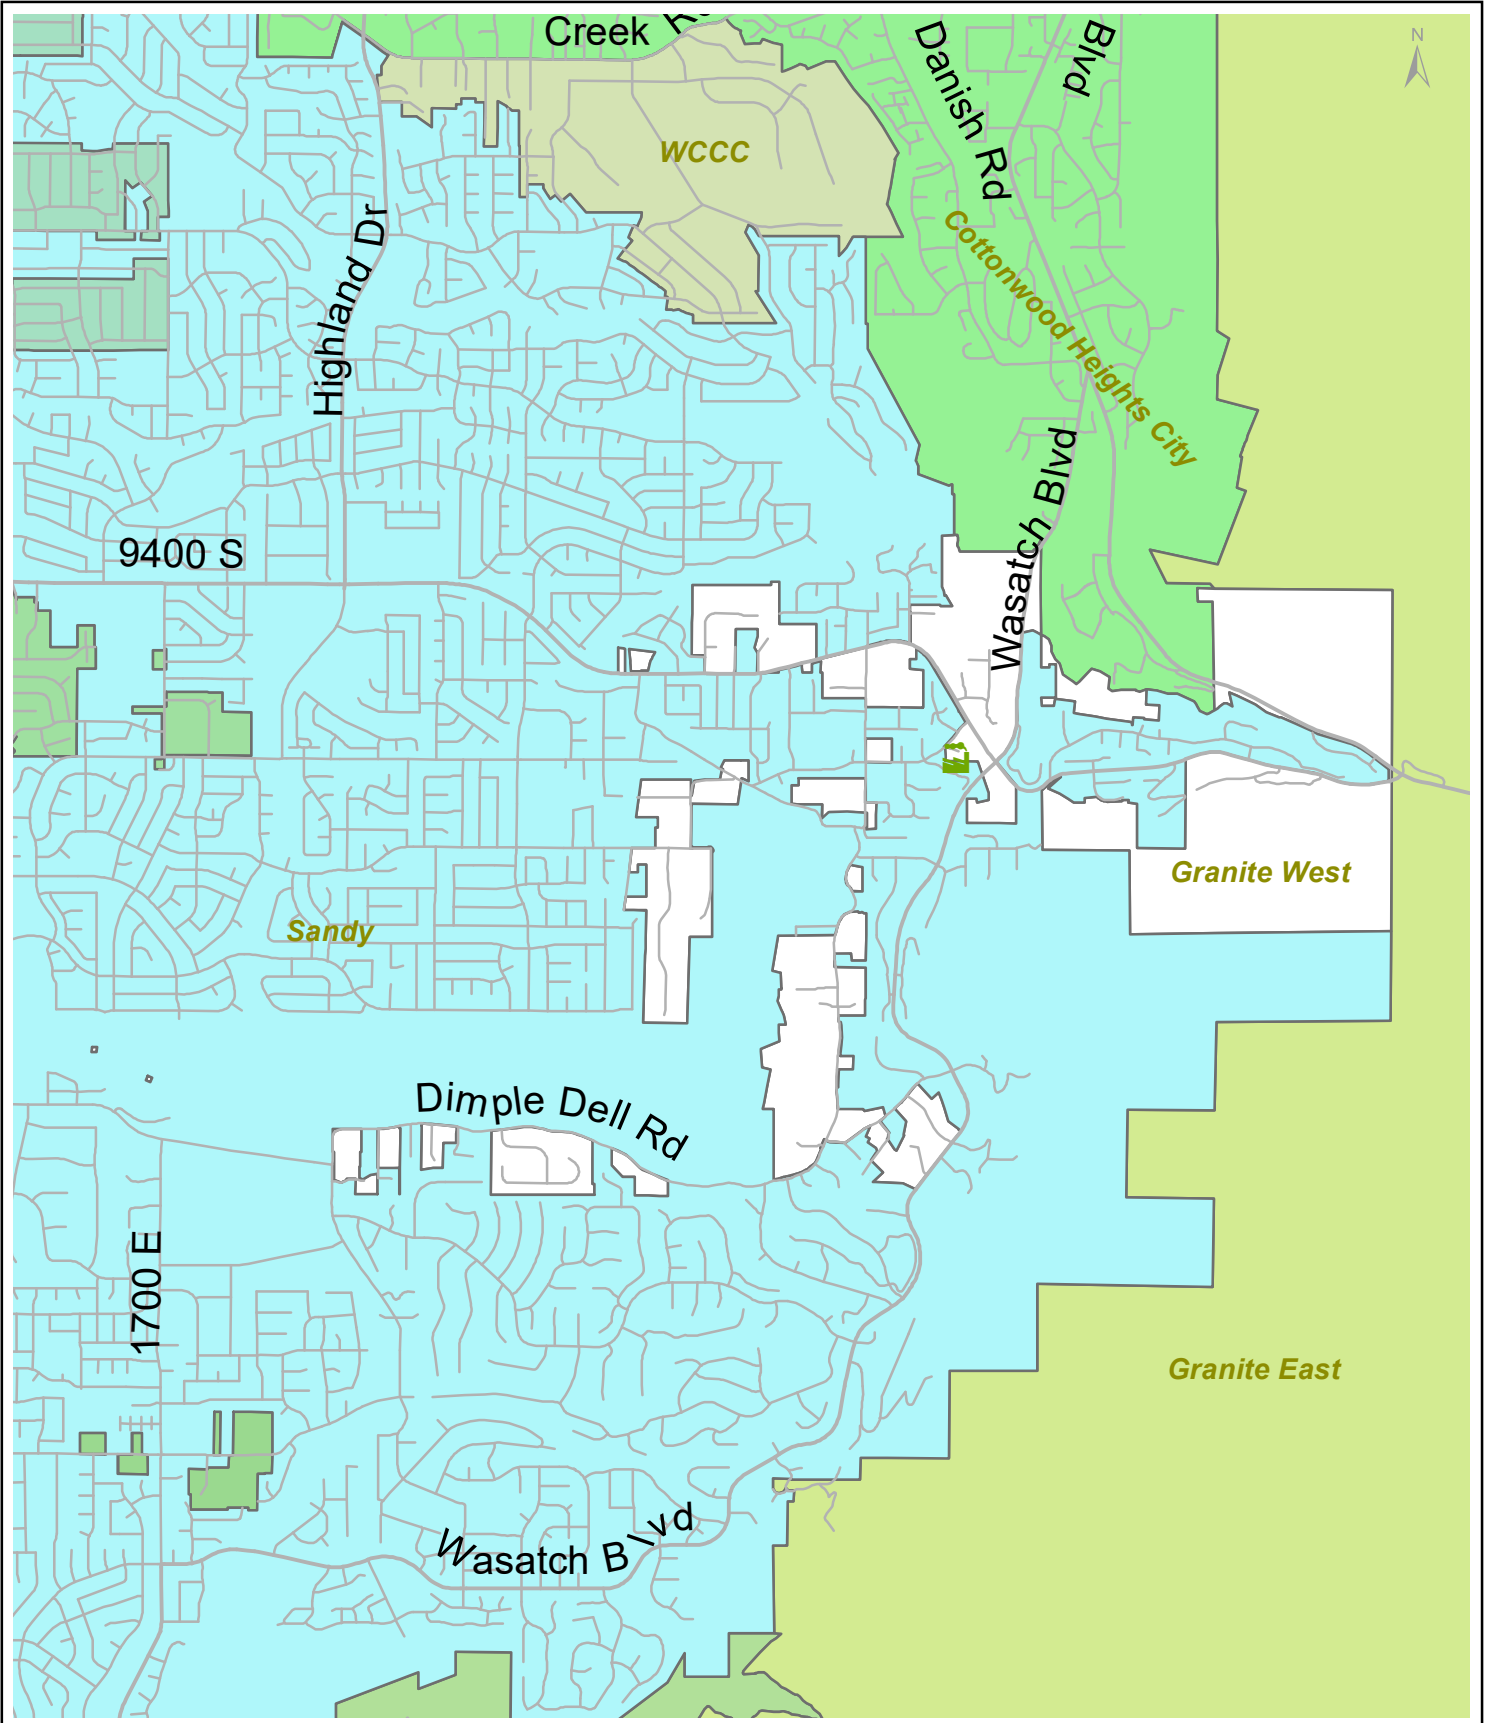 Creek
Danish Rd
Blvd
N
WCCC
Highland Dr
Cottonwood Heights City
Wasatch Blvd
9400 S
Granite West
Sandy
Dimple Dell Rd
1700 E
Granite East
Wasatch Blvd